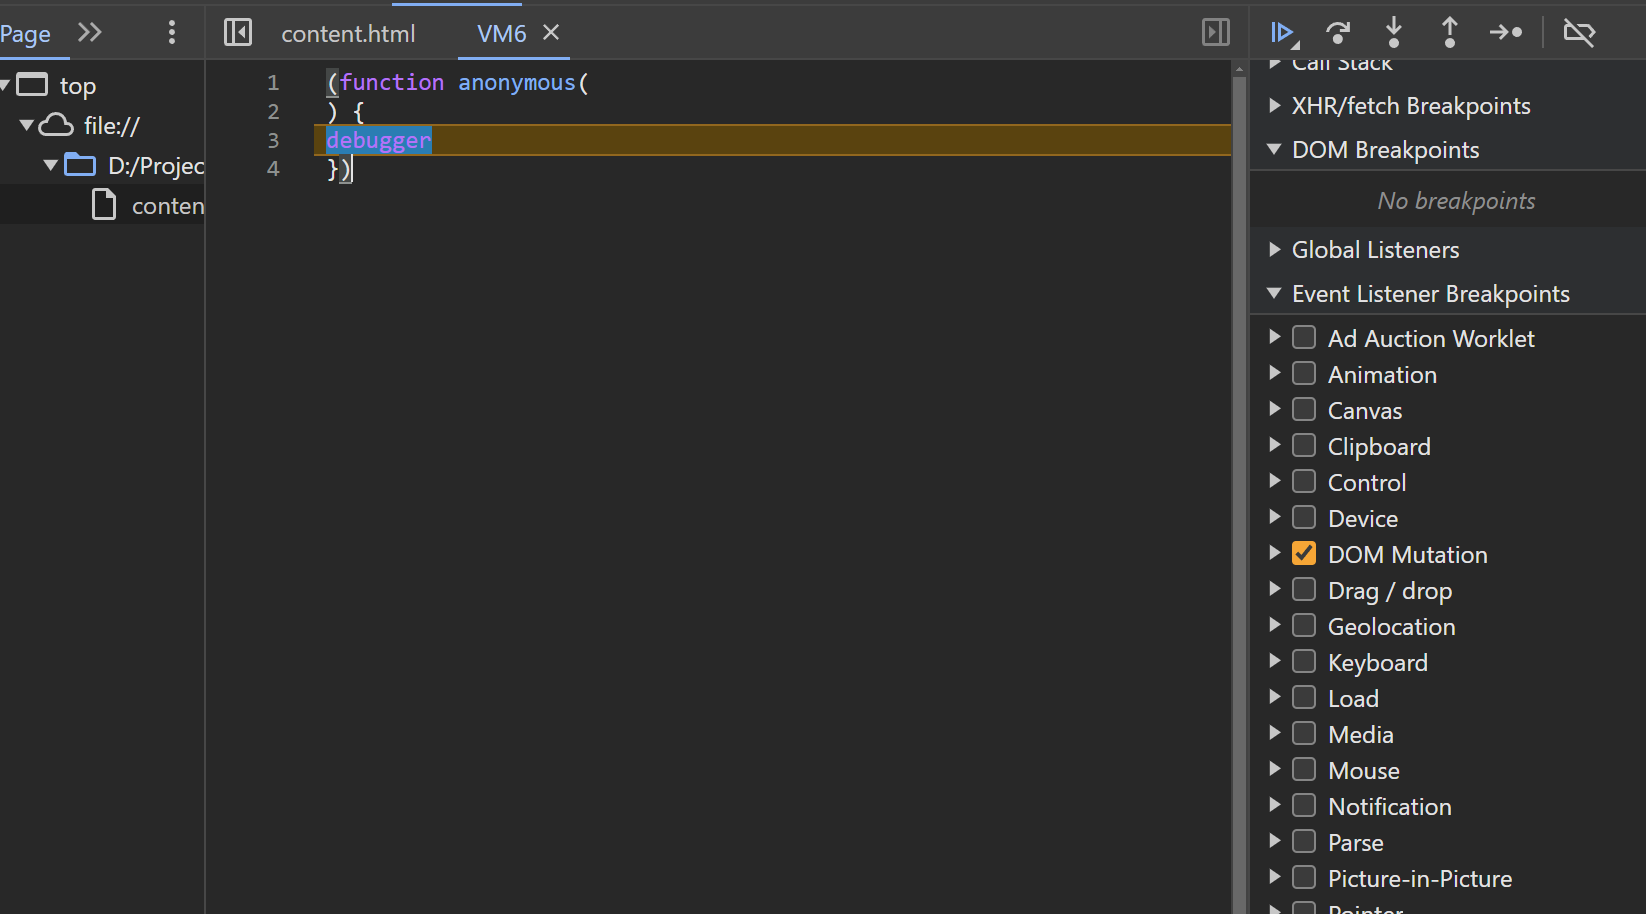 Page
content.html
VM6
top
file://
D:/Projec
conten
1 (function anonymous(
2 ) {
3 debugger
4 })
Call Stack
XHR/fetch Breakpoints
DOM Breakpoints
No breakpoints
Global Listeners
Event Listener Breakpoints
Ad Auction Worklet
Animation
Canvas
Clipboard
Control
Device
DOM Mutation
Drag / drop
Geolocation
Keyboard
Load
Media
Mouse
Notification
Parse
Picture-in-Picture
Pointer